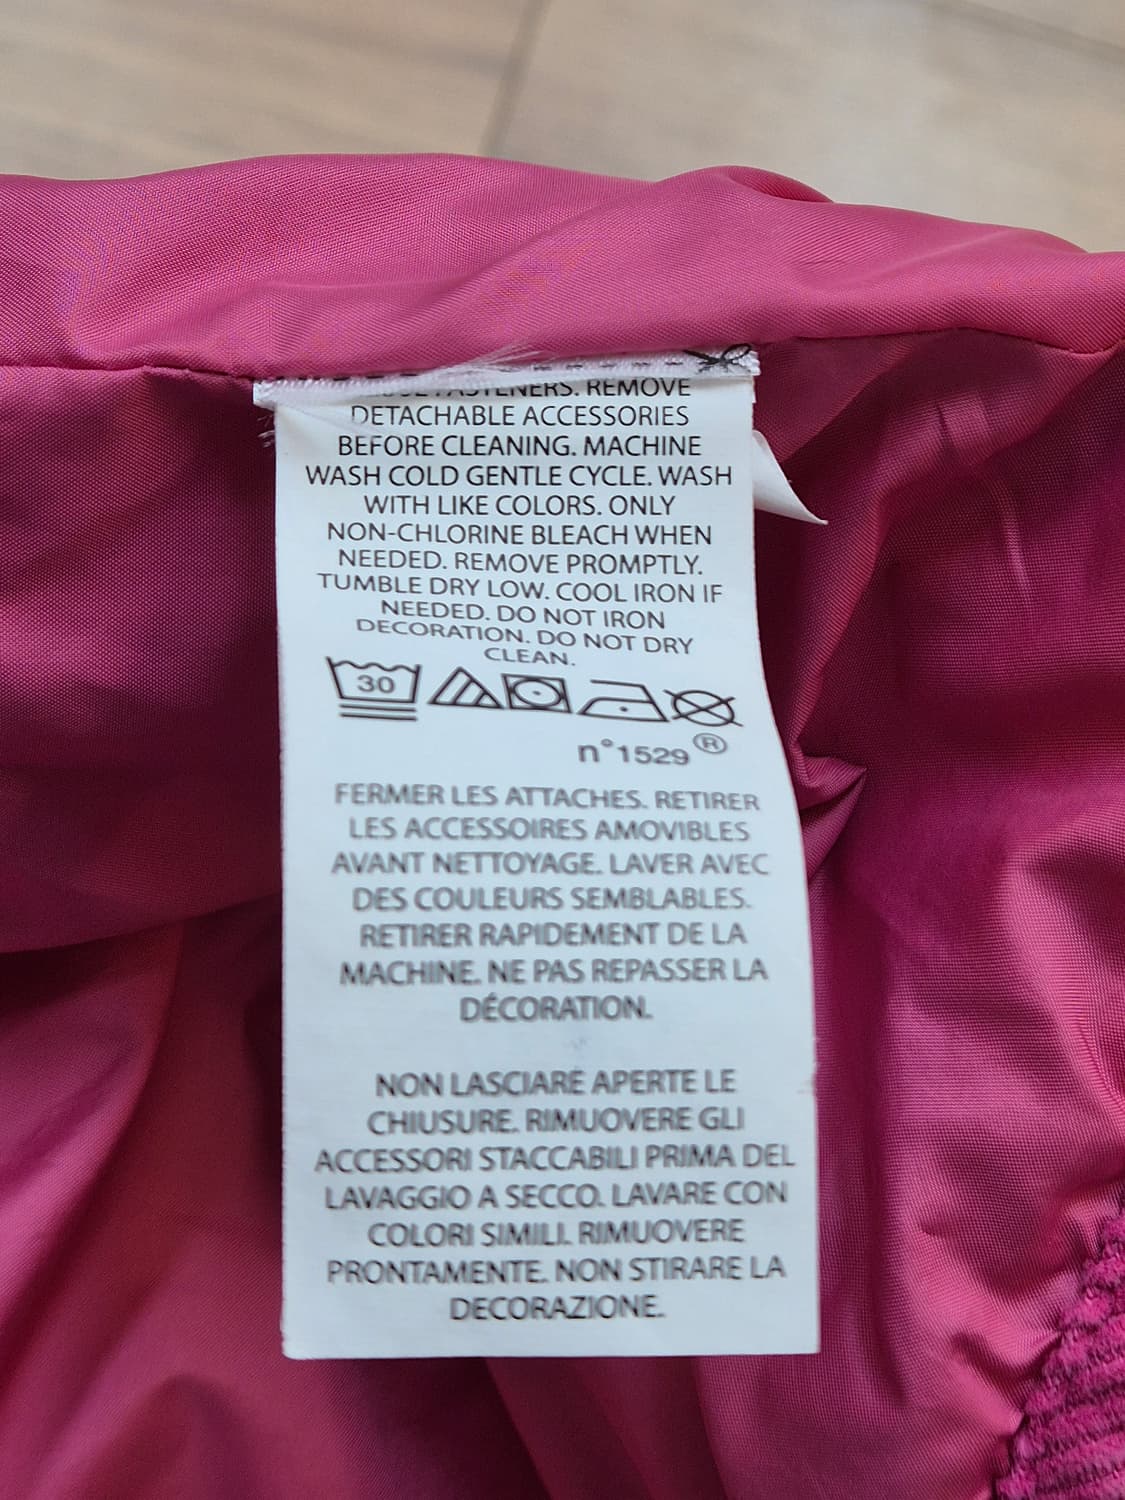 FASTENERS. REMOVE
DETACHABLE ACCESSORIES
BEFORE CLEANING. MACHINE
WASH COLD GENTLE CYCLE. WASH
WITH LIKE COLORS. ONLY
NON-CHLORINE BLEACH WHEN
NEEDED. REMOVE PROMPTLY.
TUMBLE DRY LOW. COOL IRON IF
NEEDED. DO NOT IRON
DECORATION. DO NOT DRY
CLEAN.
30
n°1529®
FERMER LES ATTACHES. RETIRER
LES ACCESSOIRES AMOVIBLES
AVANT NETTOYAGE. LAVER AVEC
DES COULEURS SEMBLABLES.
RETIRER RAPIDEMENT DE LA
MACHINE. NE PAS REPASSER LA
DÉCORATION.
NON LASCIARE APERTE LE
CHIUSURE. RIMUOVERE GLI
ACCESSORI STACCABILI PRIMA DEL
LAVAGGIO A SECCO. LAVARE CON
COLORI SIMILI. RIMUOVERE
PRONTAMENTE. NON STIRARE LA
DECORAZIONE.